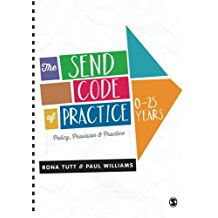 The SEND
CODE
of PRACTICE
0-25
YEARS
Policy, Provision & Practice
RONA TUTT & PAUL WILLIAMS
SAGE